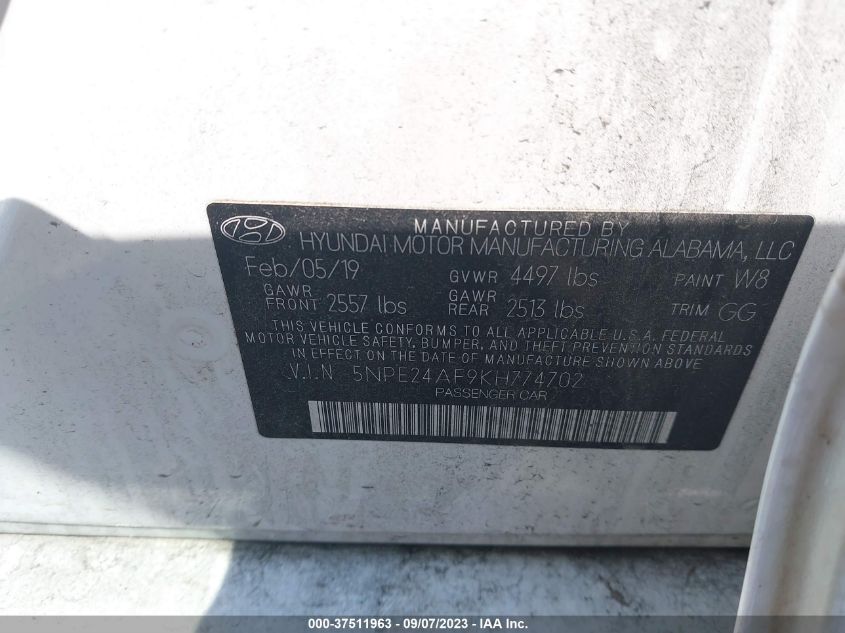 MANUFACTURED BY
HYUNDAI MOTOR MANUFACTURING ALABAMA, LLC
Feb/05/19 GVWR 4497 lbs PAINT W8
GAWR FRONT 2557 lbs GAWR REAR 2513 lbs TRIM GG
THIS VEHICLE CONFORMS TO ALL APPLICABLE U.S.A. FEDERAL
MOTOR VEHICLE SAFETY, BUMPER, AND THEFT PREVENTION STANDARDS
IN EFFECT ON THE DATE OF MANUFACTURE SHOWN ABOVE
V.I.N 5NPE24AF9KH774702
PASSENGER CAR
000-37511963 - 09/07/2023 - IAA Inc.